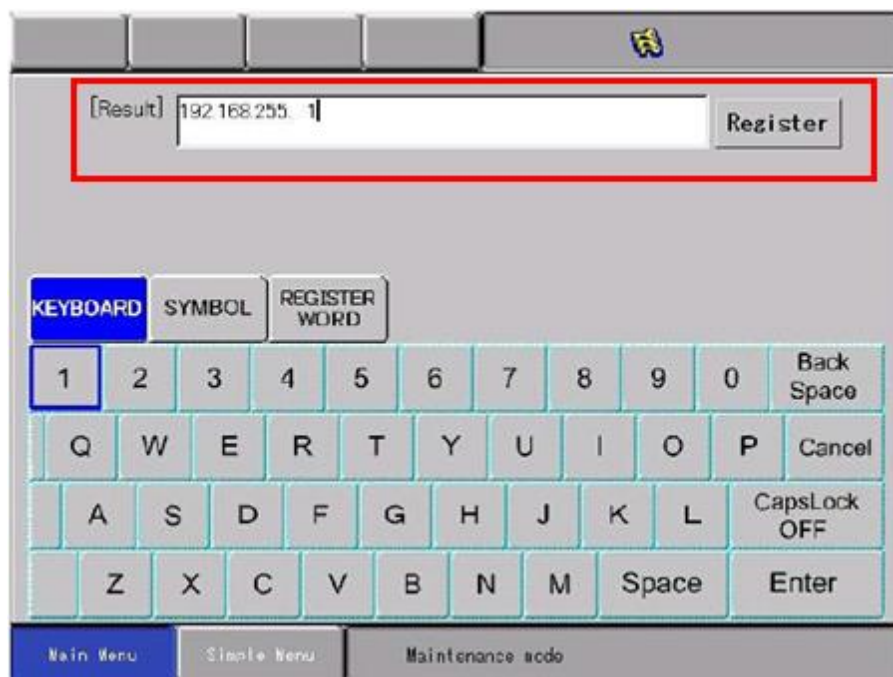 [Result] 192.168.255. 1 Register
KEYBOARD SYMBOL REGISTER WORD
1 2 3 4 5 6 7 8 9 0 Back Space
Q W E R T Y U I O P Cancel
A S D F G H J K L CapsLock OFF
Z X C V B N M Space Enter
Main Menu Simple Menu Maintenance mode